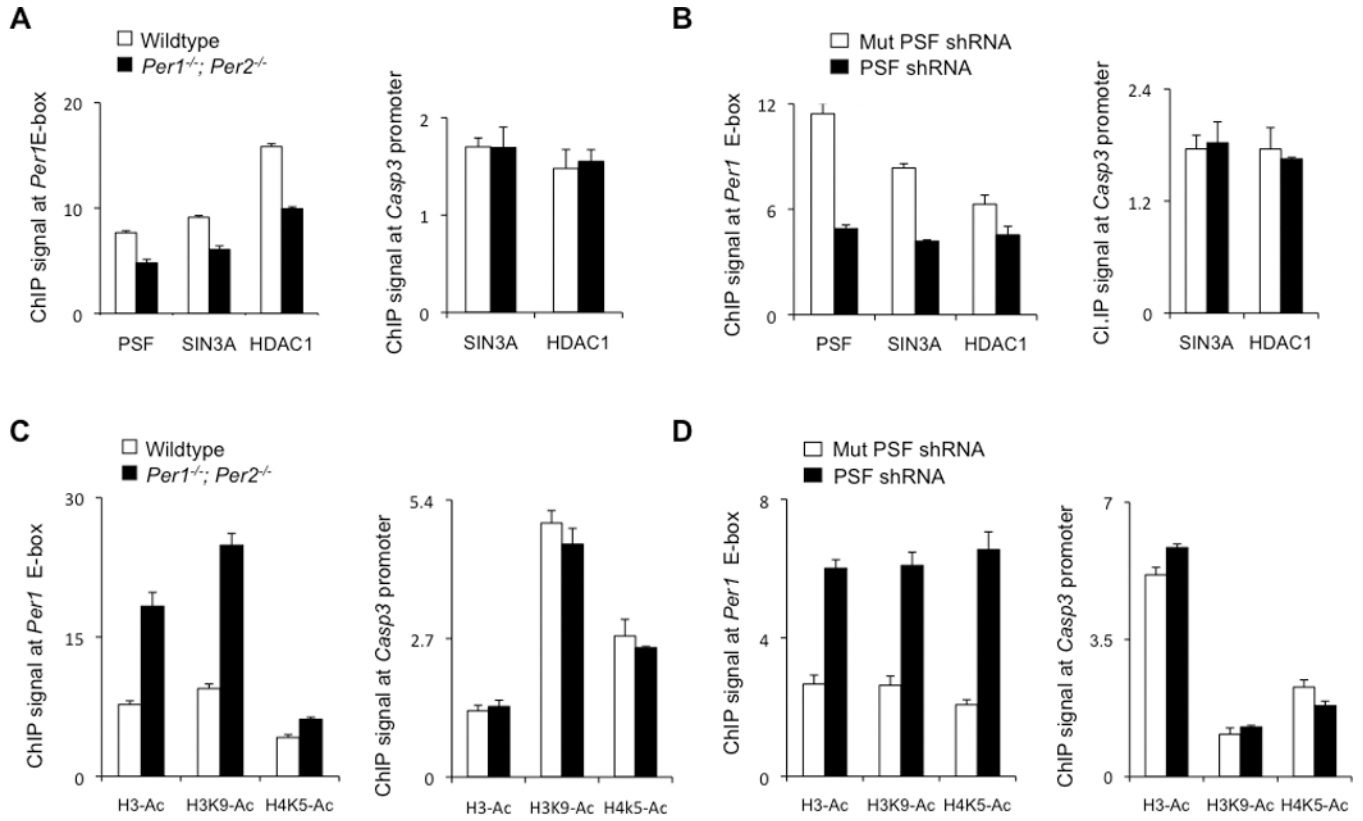 A
Wildtype
Per1-/-; Per2-/-
ChIP signal at Per1E-box
20
10
0
PSF SIN3A HDAC1
ChIP signal at Casp3 promoter
2
1
0
SIN3A HDAC1
B
Mut PSF shRNA
PSF shRNA
ChIP signal at Per1 E-box
12
6
0
PSF SIN3A HDAC1
CI.IP signal at Casp3 promoter
2.4
1.2
0
SIN3A HDAC1
C
Wildtype
Per1-/-; Per2-/-
ChIP signal at Per1 E-box
30
15
0
H3-Ac H3K9-Ac H4K5-Ac
ChIP signal at Casp3 promoter
5.4
2.7
0
H3-Ac H3K9-Ac H4k5-Ac
D
Mut PSF shRNA
PSF shRNA
ChIP signal at Per1 E-box
8
4
0
H3-Ac H3K9-Ac H4K5-Ac
ChIP signal at Casp3 promoter
7
3.5
0
H3-Ac H3K9-Ac H4K5-Ac